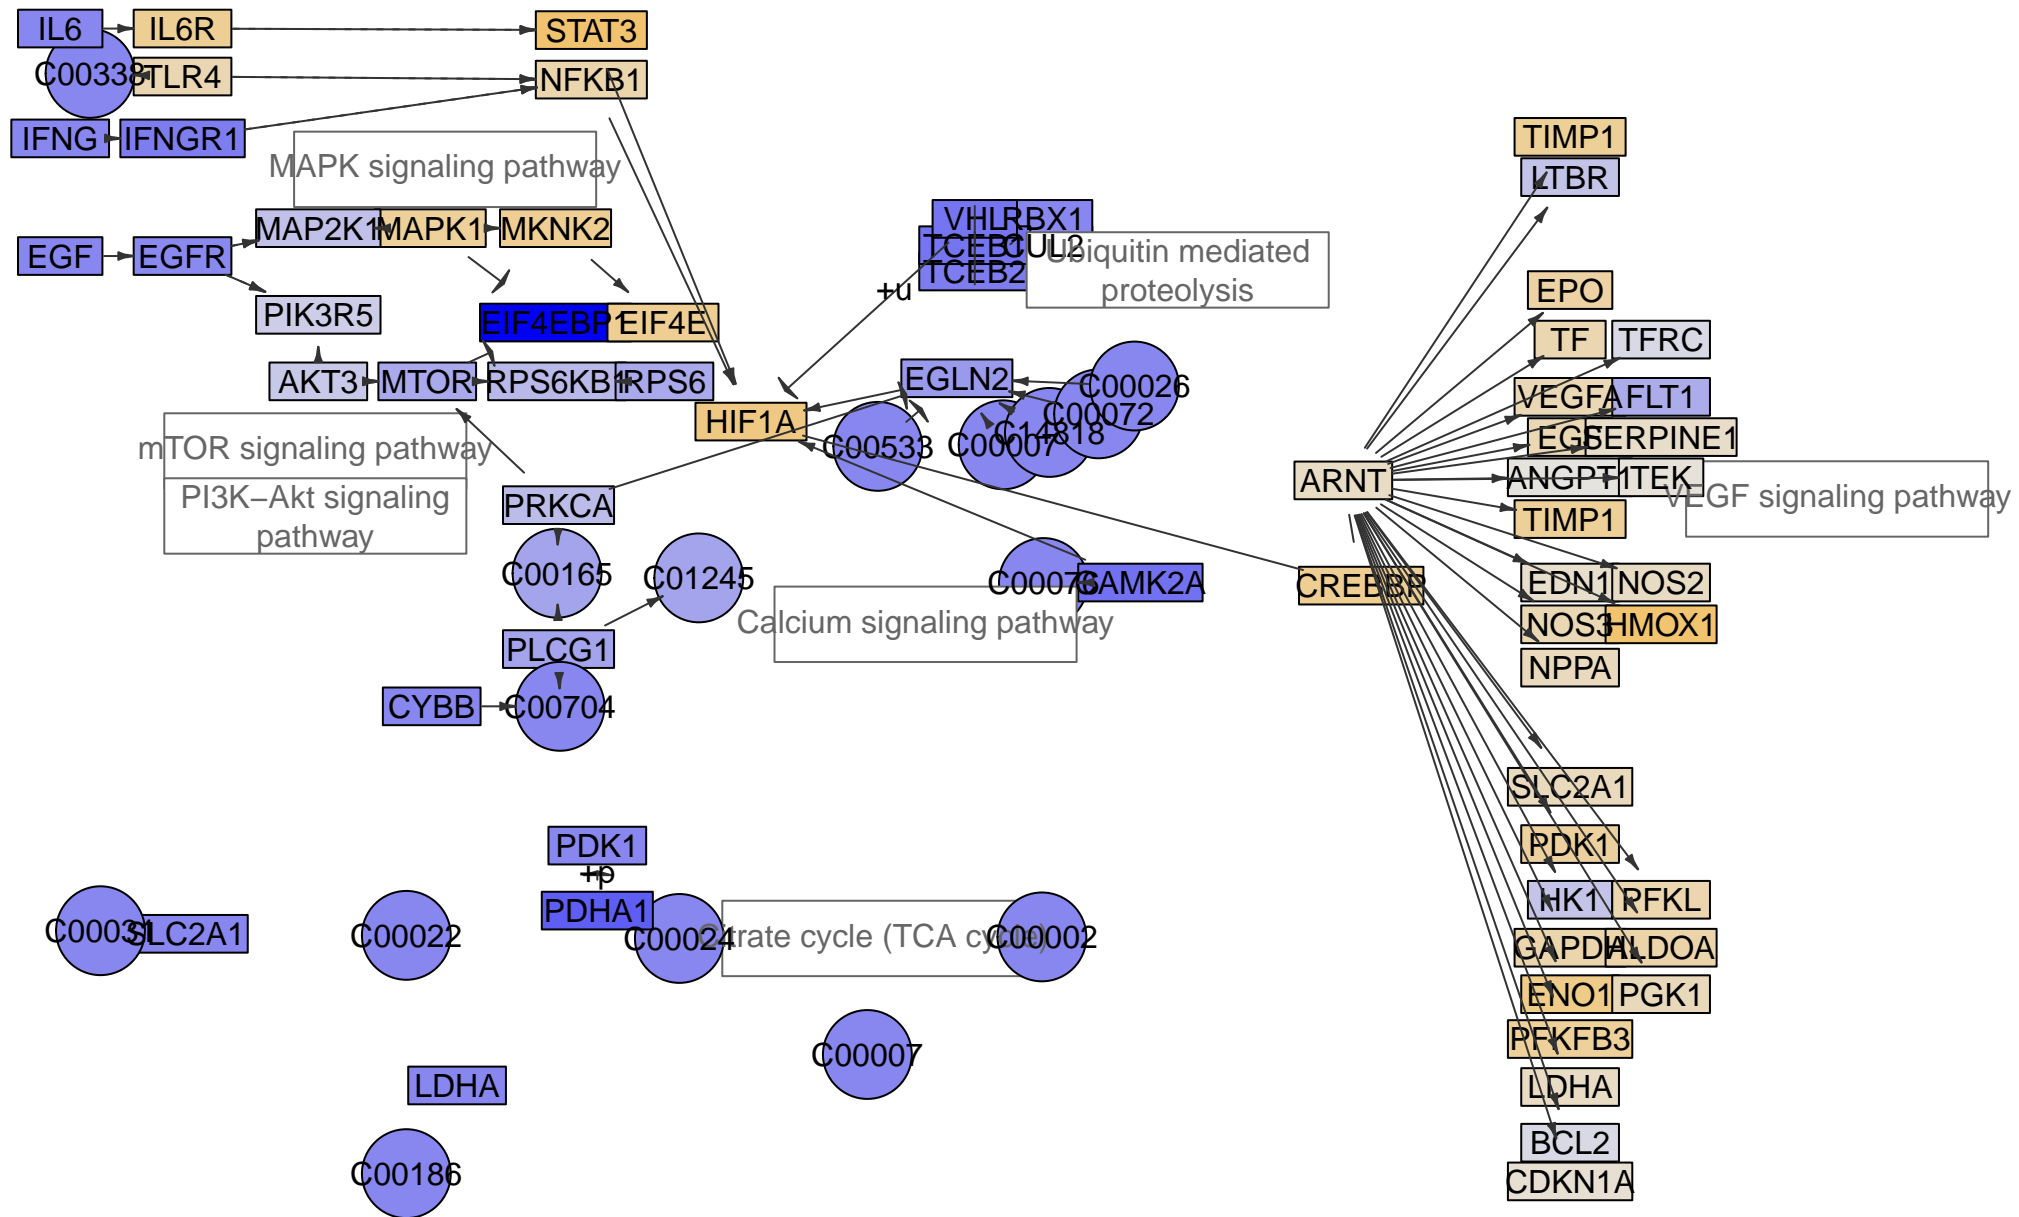 IL6
IL6R
STAT3
C00338
TLR4
NFKB1
IFNG
IFNGR1
TIMP1
MAPK signaling pathway
LTBR
MAP2K1
MAPK1
MKNK2
VHL
RBX1
TCEB1
CUL2
TCEB2
Ubiquitin mediated
proteolysis
EGF
EGFR
+u
EPO
PIK3R5
EIF4EBP1
EIF4E
TF
TFRC
AKT3
MTOR
RPS6KB1
RPS6
EGLN2
C00026
VEGFA
FLT1
HIF1A
C00533
C00007
C14818
C00072
EGF
SERPINE1
mTOR signaling pathway
PI3K–Akt signaling
pathway
PRKCA
ARNT
ANGPT1
TEK
VEGF signaling pathway
TIMP1
C00165
C01245
C00076
CAMK2A
CREBBP
EDN1
NOS2
Calcium signaling pathway
NOS3
HMOX1
PLCG1
NPPA
CYBB
C00704
SLC2A1
PDK1
+p
PDK1
PDHA1
HK1
PFKL
C00031
SLC2A1
C00022
C00024
Citrate cycle (TCA cycle)
C00002
GAPDH
ALDOA
ENO1
PGK1
PFKFB3
C00007
LDHA
LDHA
BCL2
C00186
CDKN1A